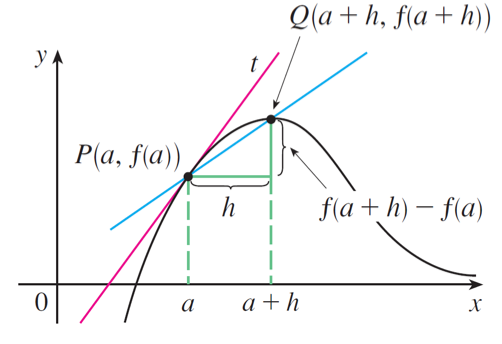 Q(a + h, f(a + h))
y
t
P(a, f(a))
h
f(a + h) − f(a)
0
a
a + h
x